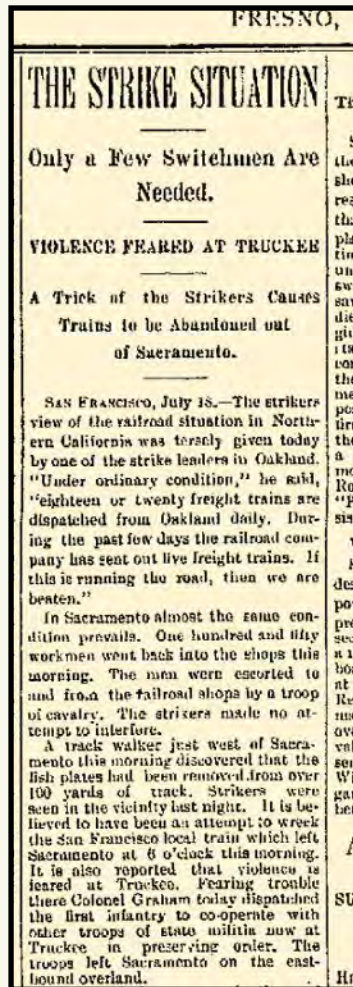 FRESNO,
THE STRIKE SITUATION
Only a Few Switchmen Are
Needed.
VIOLENCE FEARED AT TRUCKEE
A Trick of the Strikers Causes
Trains to be Abandoned out
of Sacramento.
SAN FRANCISCO, July 18.—The strikers
view of the railroad situation in North-
ern California was tersely given today
by one of the strike leaders in Oakland.
"Under ordinary condition," he said,
"eighteen or twenty freight trains are
dispatched from Oakland daily. Dur-
ing the past few days the railroad com-
pany has sent out five freight trains. If
this is running the road, then we are
beaten."
In Sacramento almost the same con-
dition prevails. One hundred and fifty
workmen went back into the shops this
morning. The men were escorted to
and from the railroad shops by a troop
of cavalry. The strikers made no at-
tempt to interfere.
A track walker just west of Sacra-
mento this morning discovered that the
fish plates had been removed from over
100 yards of track. Strikers were
seen in the vicinity last night. It is be-
lieved to have been an attempt to wreck
the San Francisco local train which left
Sacramento at 6 o'clock this morning.
It is also reported that violence is
feared at Truckee. Fearing trouble
there Colonel Graham today dispatched
the first infantry to co-operate with
other troops of state militia now at
Truckee in preserving order. The
troops left Sacramento on the east-
bound overland.